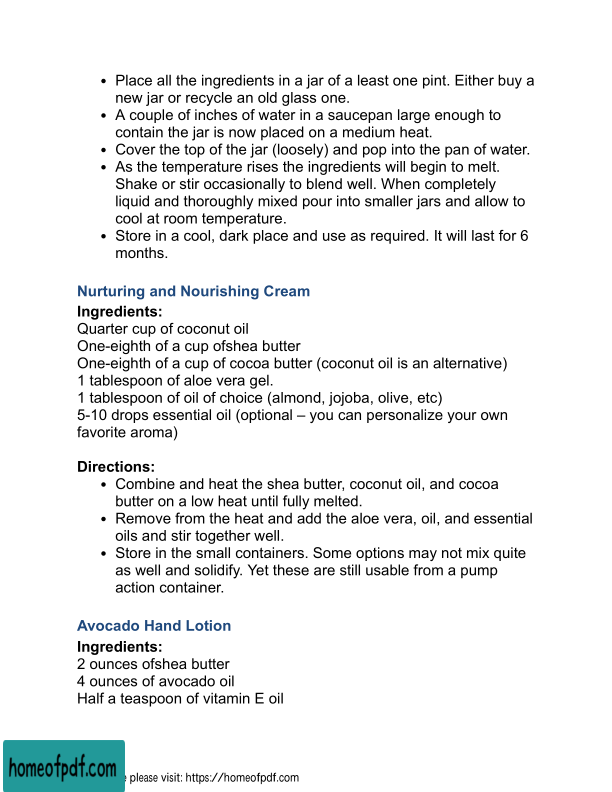 • Place all the ingredients in a jar of a least one pint. Either buy a
new jar or recycle an old glass one.
• A couple of inches of water in a saucepan large enough to
contain the jar is now placed on a medium heat.
• Cover the top of the jar (loosely) and pop into the pan of water.
• As the temperature rises the ingredients will begin to melt.
Shake or stir occasionally to blend well. When completely
liquid and thoroughly mixed pour into smaller jars and allow to
cool at room temperature.
• Store in a cool, dark place and use as required. It will last for 6
months.
Nurturing and Nourishing Cream
Ingredients:
Quarter cup of coconut oil
One-eighth of a cup ofshea butter
One-eighth of a cup of cocoa butter (coconut oil is an alternative)
1 tablespoon of aloe vera gel.
1 tablespoon of oil of choice (almond, jojoba, olive, etc)
5-10 drops essential oil (optional – you can personalize your own
favorite aroma)
Directions:
• Combine and heat the shea butter, coconut oil, and cocoa
butter on a low heat until fully melted.
• Remove from the heat and add the aloe vera, oil, and essential
oils and stir together well.
• Store in the small containers. Some options may not mix quite
as well and solidify. Yet these are still usable from a pump
action container.
Avocado Hand Lotion
Ingredients:
2 ounces ofshea butter
4 ounces of avocado oil
Half a teaspoon of vitamin E oil
homeofpdf.com
please visit: https://homeofpdf.com